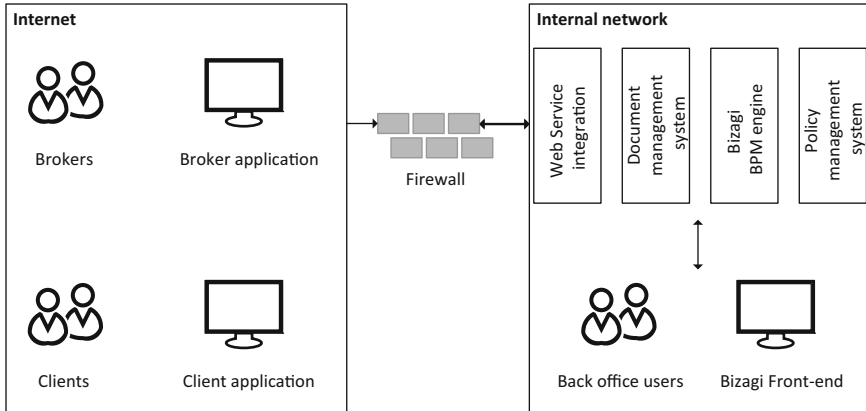 Internet
Brokers
Broker application
Clients
Client application
Firewall
Internal network
Web Service
integration
Document
management
system
Bizagi
BPM engine
Policy
management
system
Back office users
Bizagi Front-end